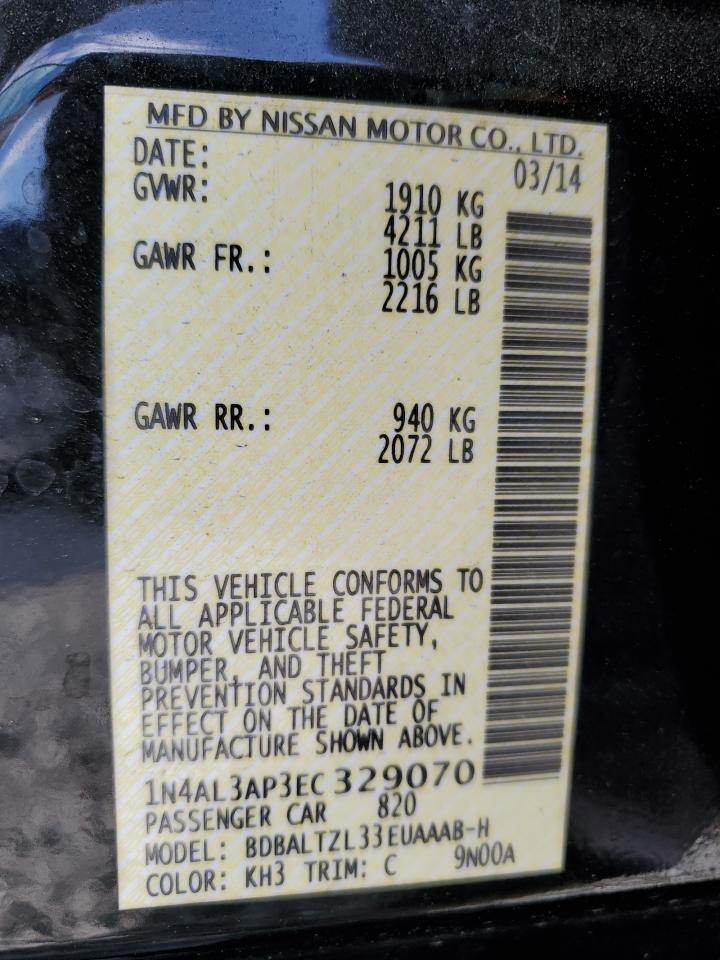 MFD BY NISSAN MOTOR CO., LTD.
DATE: 03/14
GVWR: 1910 KG
4211 LB
GAWR FR.: 1005 KG
2216 LB
GAWR RR.: 940 KG
2072 LB
THIS VEHICLE CONFORMS TO
ALL APPLICABLE FEDERAL
MOTOR VEHICLE SAFETY,
BUMPER, AND THEFT
PREVENTION STANDARDS IN
EFFECT ON THE DATE OF
MANUFACTURE SHOWN ABOVE.
1N4AL3AP3EC 329070
PASSENGER CAR 820
MODEL: BDBALTZL33EUAAAB-H
COLOR: KH3 TRIM: C 9N00A